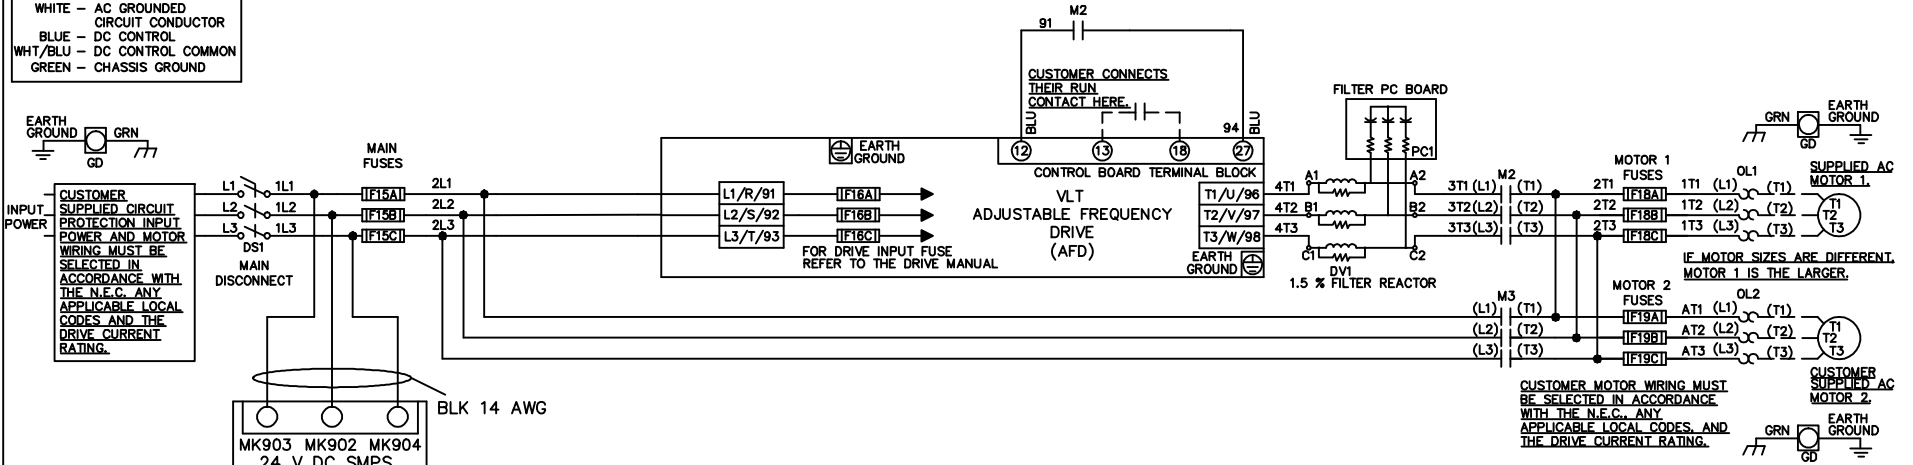 WHITE – AC GROUNDED
CIRCUIT CONDUCTOR
BLUE – DC CONTROL
WHT/BLU – DC CONTROL COMMON
GREEN – CHASSIS GROUND
EARTH
GROUND
GRN
GD
INPUT
POWER
CUSTOMER
SUPPLIED CIRCUIT
PROTECTION INPUT
POWER AND MOTOR
WIRING MUST BE
SELECTED IN
ACCORDANCE WITH
THE N.E.C. ANY
APPLICABLE LOCAL
CODES AND THE
DRIVE CURRENT
RATING.
L1 1L1
L2 1L2
L3 1L3
DS1
MAIN
DISCONNECT
MAIN
FUSES
F15A
F15B
F15C
2L1
2L2
2L3
BLK 14 AWG
MK903 MK902 MK904
24 V DC SMPS
91
M2
CUSTOMER CONNECTS
THEIR RUN
CONTACT HERE.
BLU
94
BLU
12 13 18 27
CONTROL BOARD TERMINAL BLOCK
EARTH
GROUND
L1/R/91
L2/S/92
L3/T/93
F16A
F16B
F16C
FOR DRIVE INPUT FUSE
REFER TO THE DRIVE MANUAL
VLT
ADJUSTABLE FREQUENCY
DRIVE
(AFD)
T1/U/96
T2/V/97
T3/W/98
EARTH
GROUND
4T1
4T2
4T3
FILTER PC BOARD
PC1
A1 A2
B1 B2
C1 C2
DV1
1.5 % FILTER REACTOR
M2
3T1 (L1) (T1)
3T2(L2) (T2)
3T3(L3) (T3)
M3
(L1) (T1)
(L2) (T2)
(L3) (T3)
MOTOR 1
FUSES
2T1 F18A 1T1 (L1)
2T2 F18B 1T2 (L2)
2T3 F18C 1T3 (L3)
OL1
(T1)
(T2)
(T3)
T1
T2
T3
GRN
EARTH
GROUND
GD
SUPPLIED AC
MOTOR 1.
IF MOTOR SIZES ARE DIFFERENT,
MOTOR 1 IS THE LARGER.
MOTOR 2
FUSES
F19A AT1 (L1)
F19B AT2 (L2)
F19C AT3 (L3)
OL2
(T1)
(T2)
(T3)
T1
T2
T3
CUSTOMER
SUPPLIED AC
MOTOR 2.
CUSTOMER MOTOR WIRING MUST
BE SELECTED IN ACCORDANCE
WITH THE N.E.C., ANY
APPLICABLE LOCAL CODES, AND
THE DRIVE CURRENT RATING.
GRN
EARTH
GROUND
GD